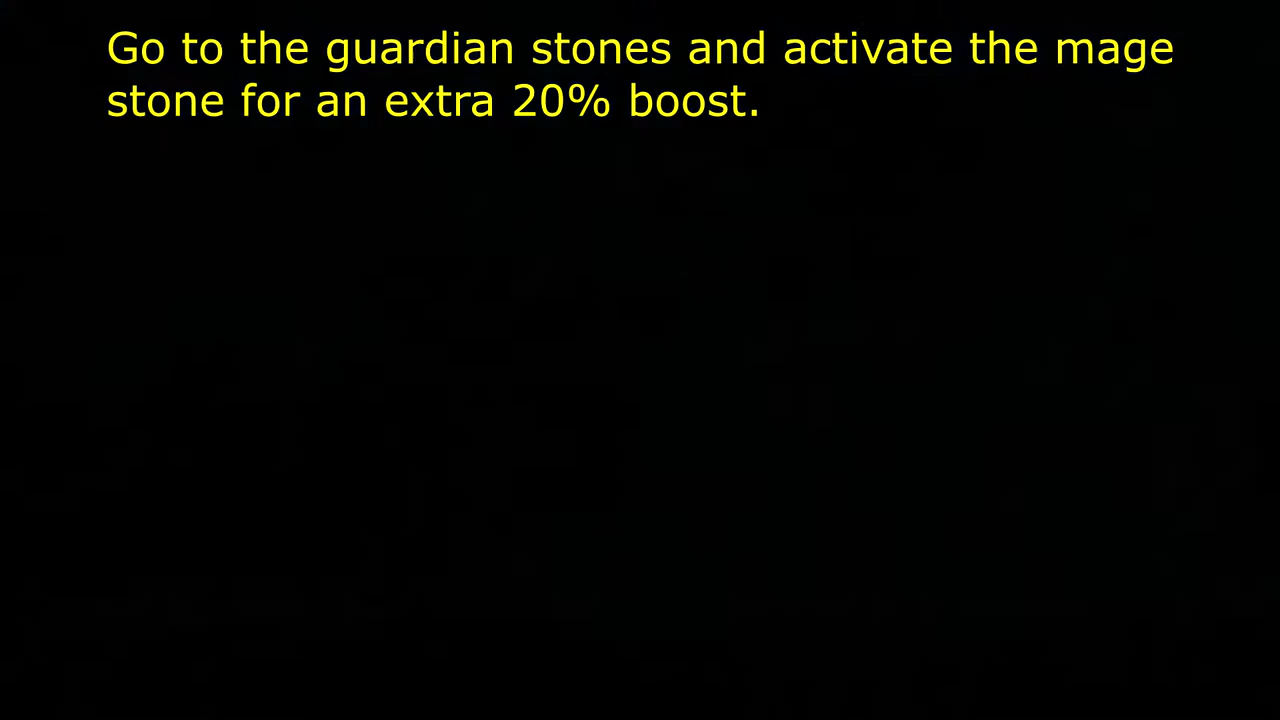 Go to the guardian stones and activate the mage
stone for an extra 20% boost.